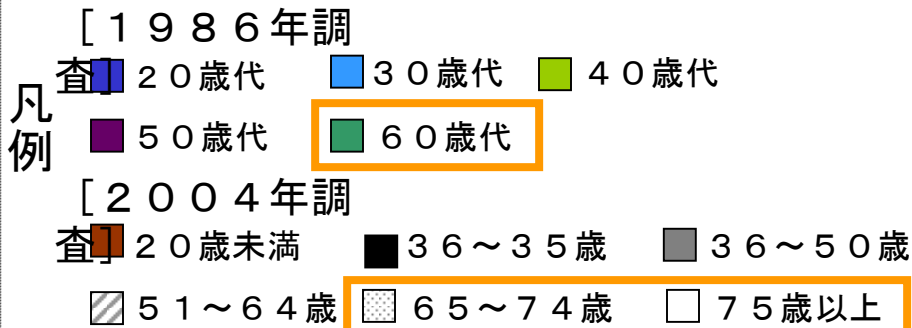 ［１９８６年調
査］
２０歳代 ３０歳代 ４０歳代
凡例
５０歳代 ６０歳代
［２００４年調
査］
２０歳未満 ３６～３５歳 ３６～５０歳
５１～６４歳 ６５～７４歳 ７５歳以上